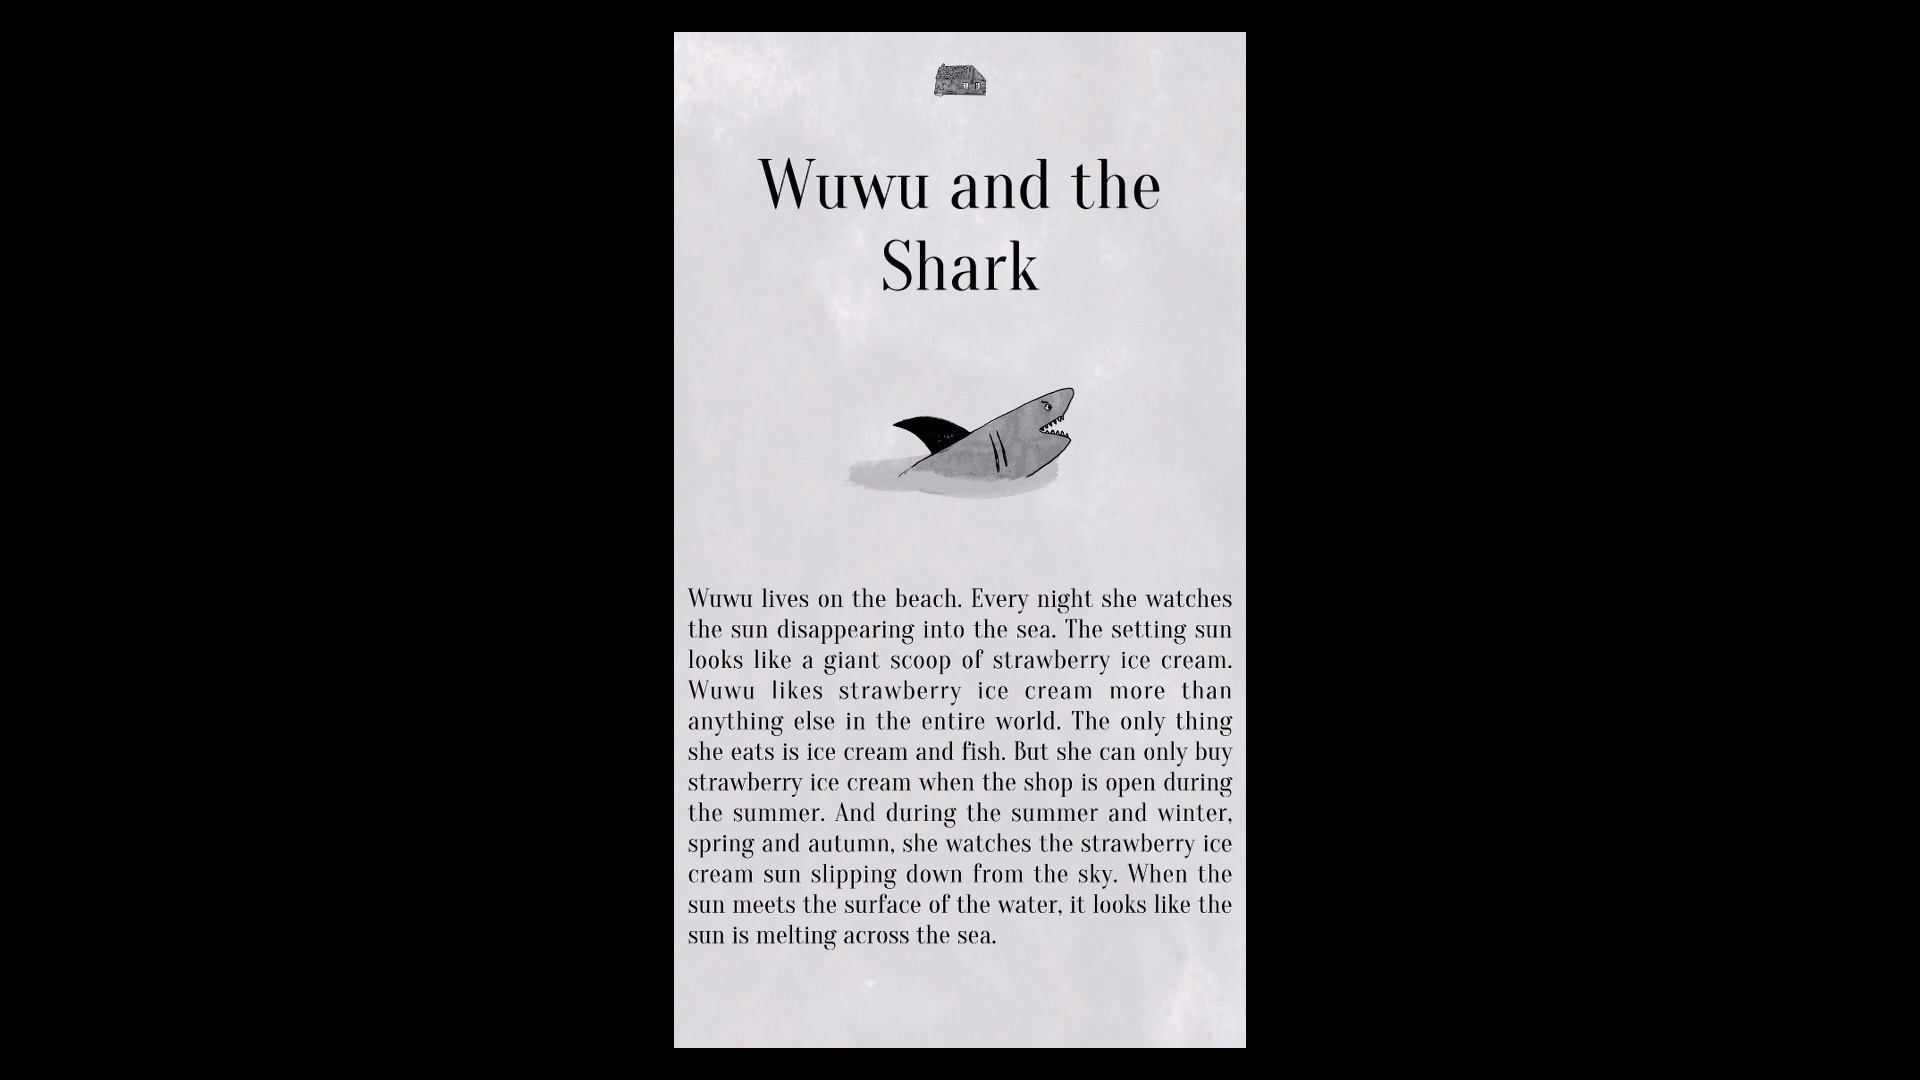 Wuwu and the
Shark
Wuwu lives on the beach. Every night she watches
the sun disappearing into the sea. The setting sun
looks like a giant scoop of strawberry ice cream.
Wuwu likes strawberry ice cream more than
anything else in the entire world. The only thing
she eats is ice cream and fish. But she can only buy
strawberry ice cream when the shop is open during
the summer. And during the summer and winter,
spring and autumn, she watches the strawberry ice
cream sun slipping down from the sky. When the
sun meets the surface of the water, it looks like the
sun is melting across the sea.